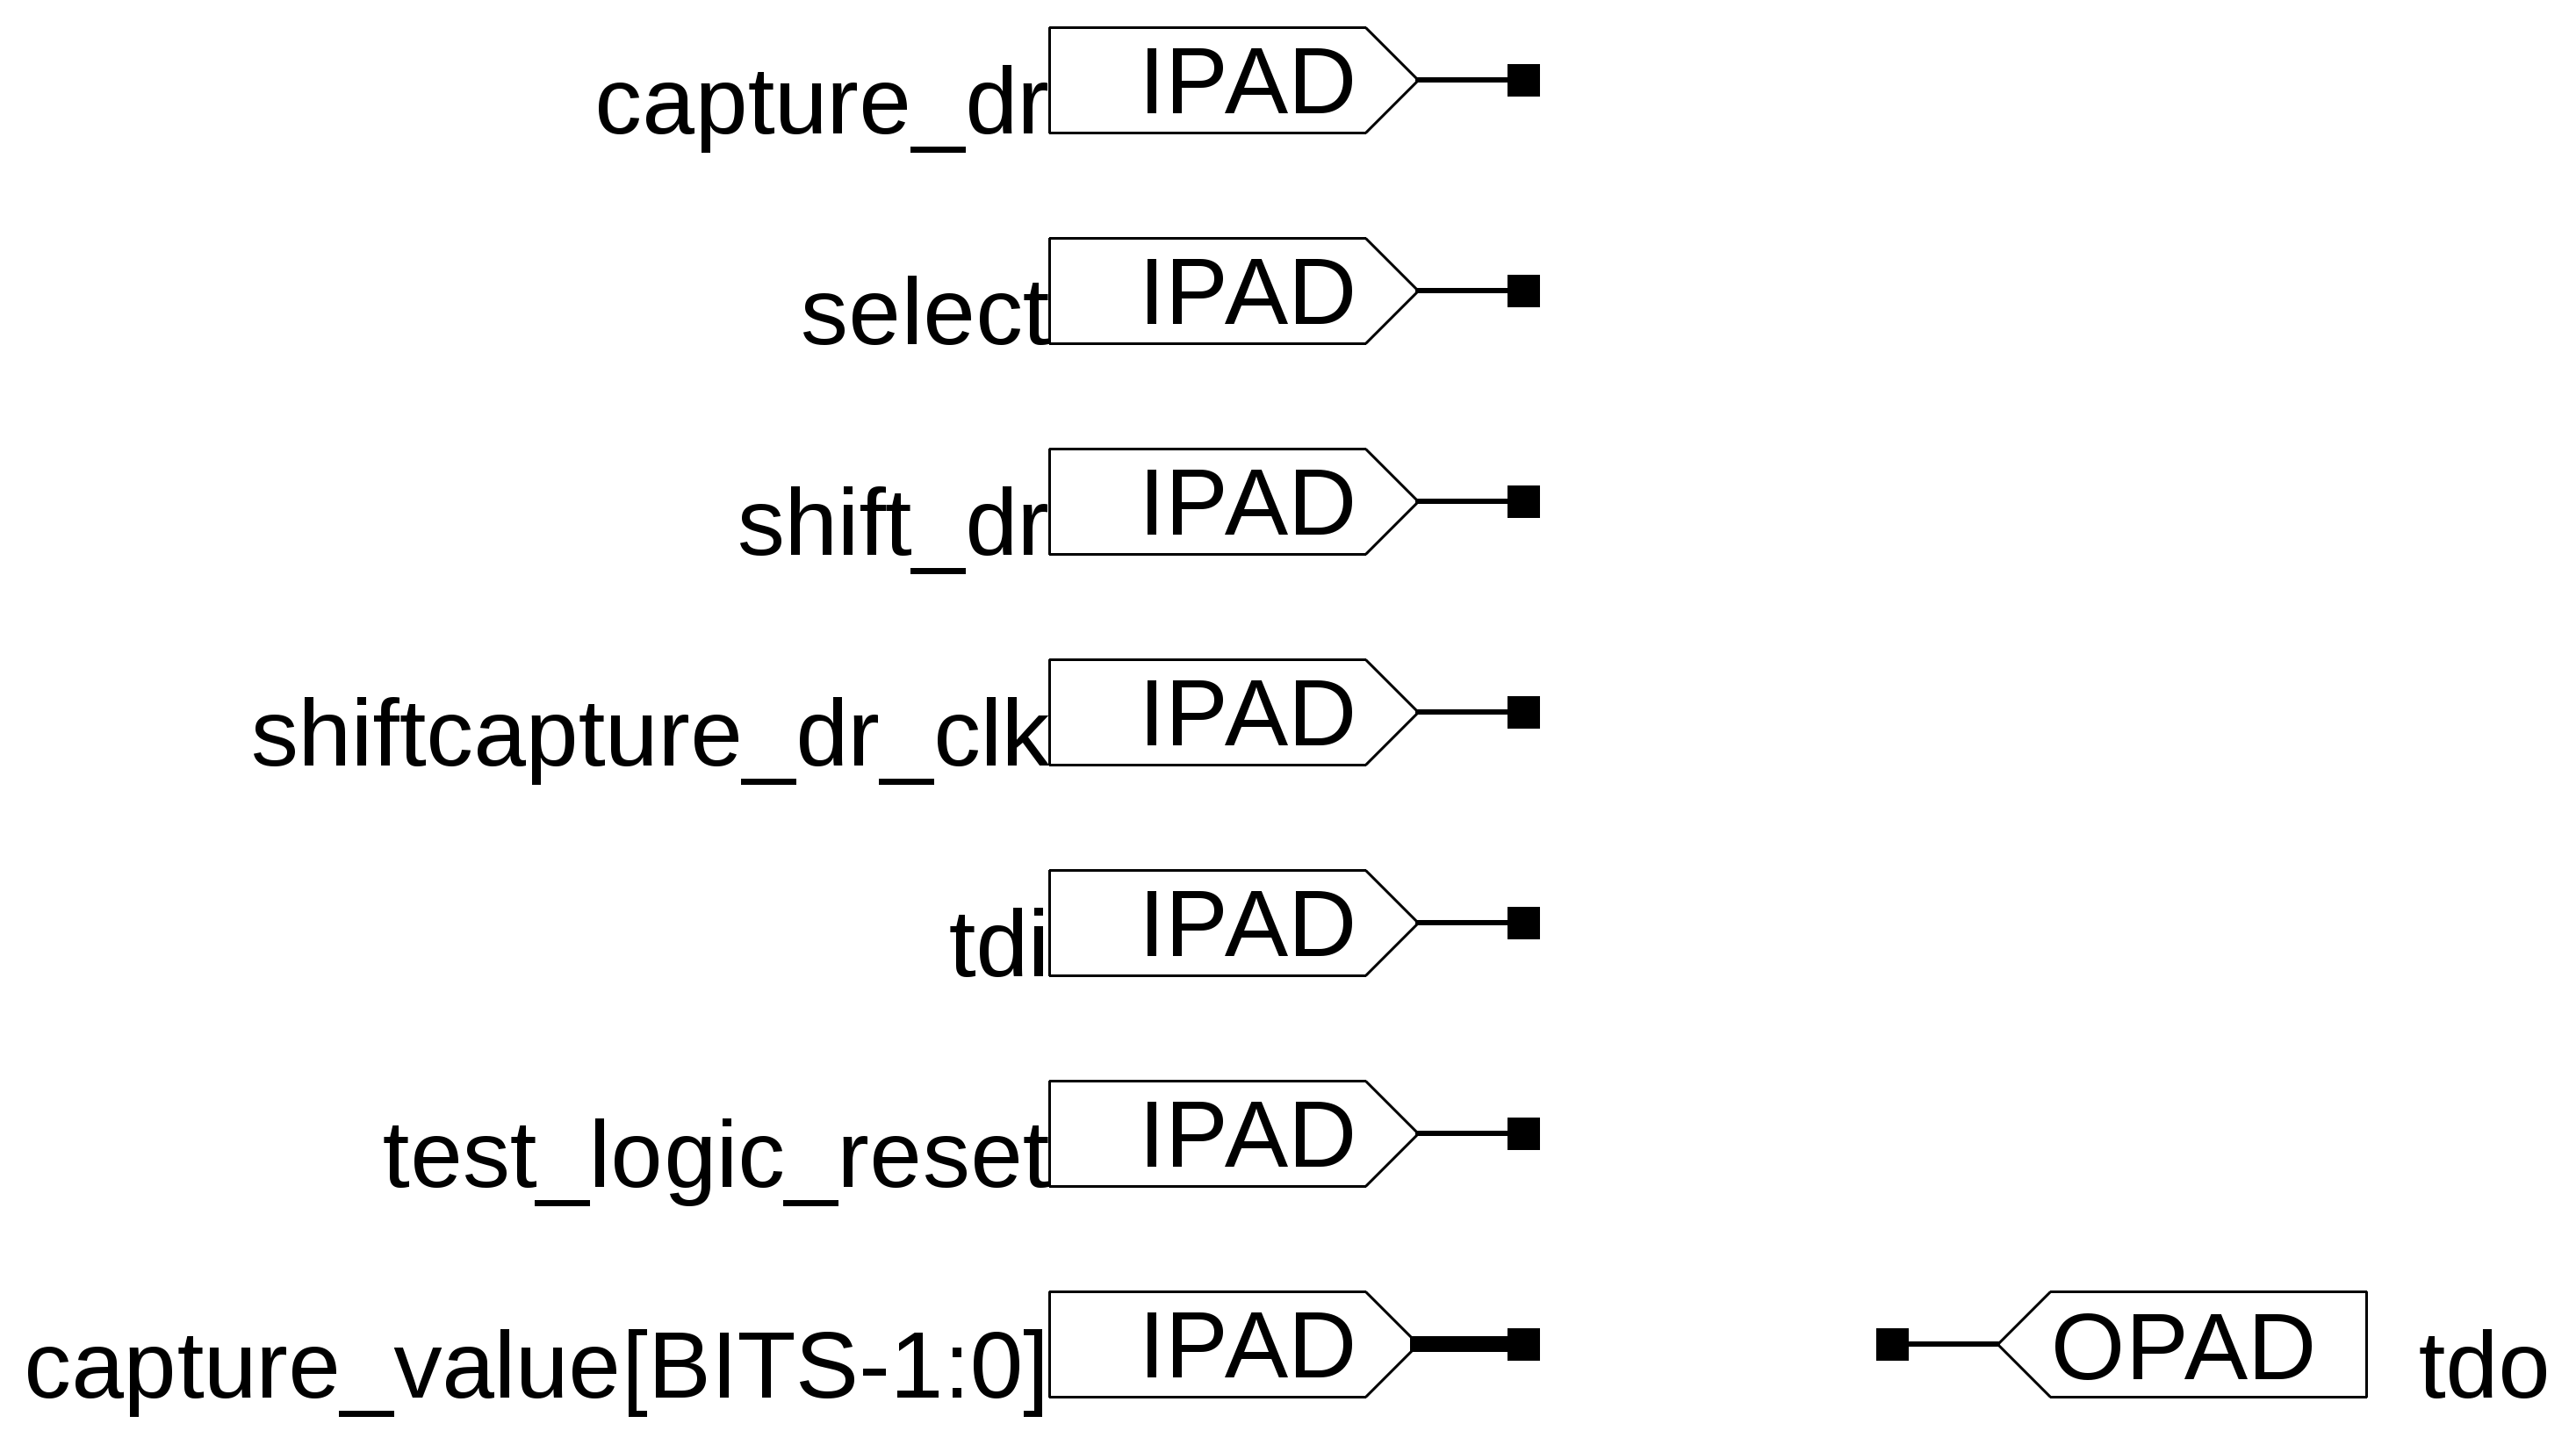 capture_dr IPAD
select IPAD
shift_dr IPAD
shiftcapture_dr_clk IPAD
tdi IPAD
test_logic_reset IPAD
capture_value[BITS-1:0] IPAD OPAD tdo